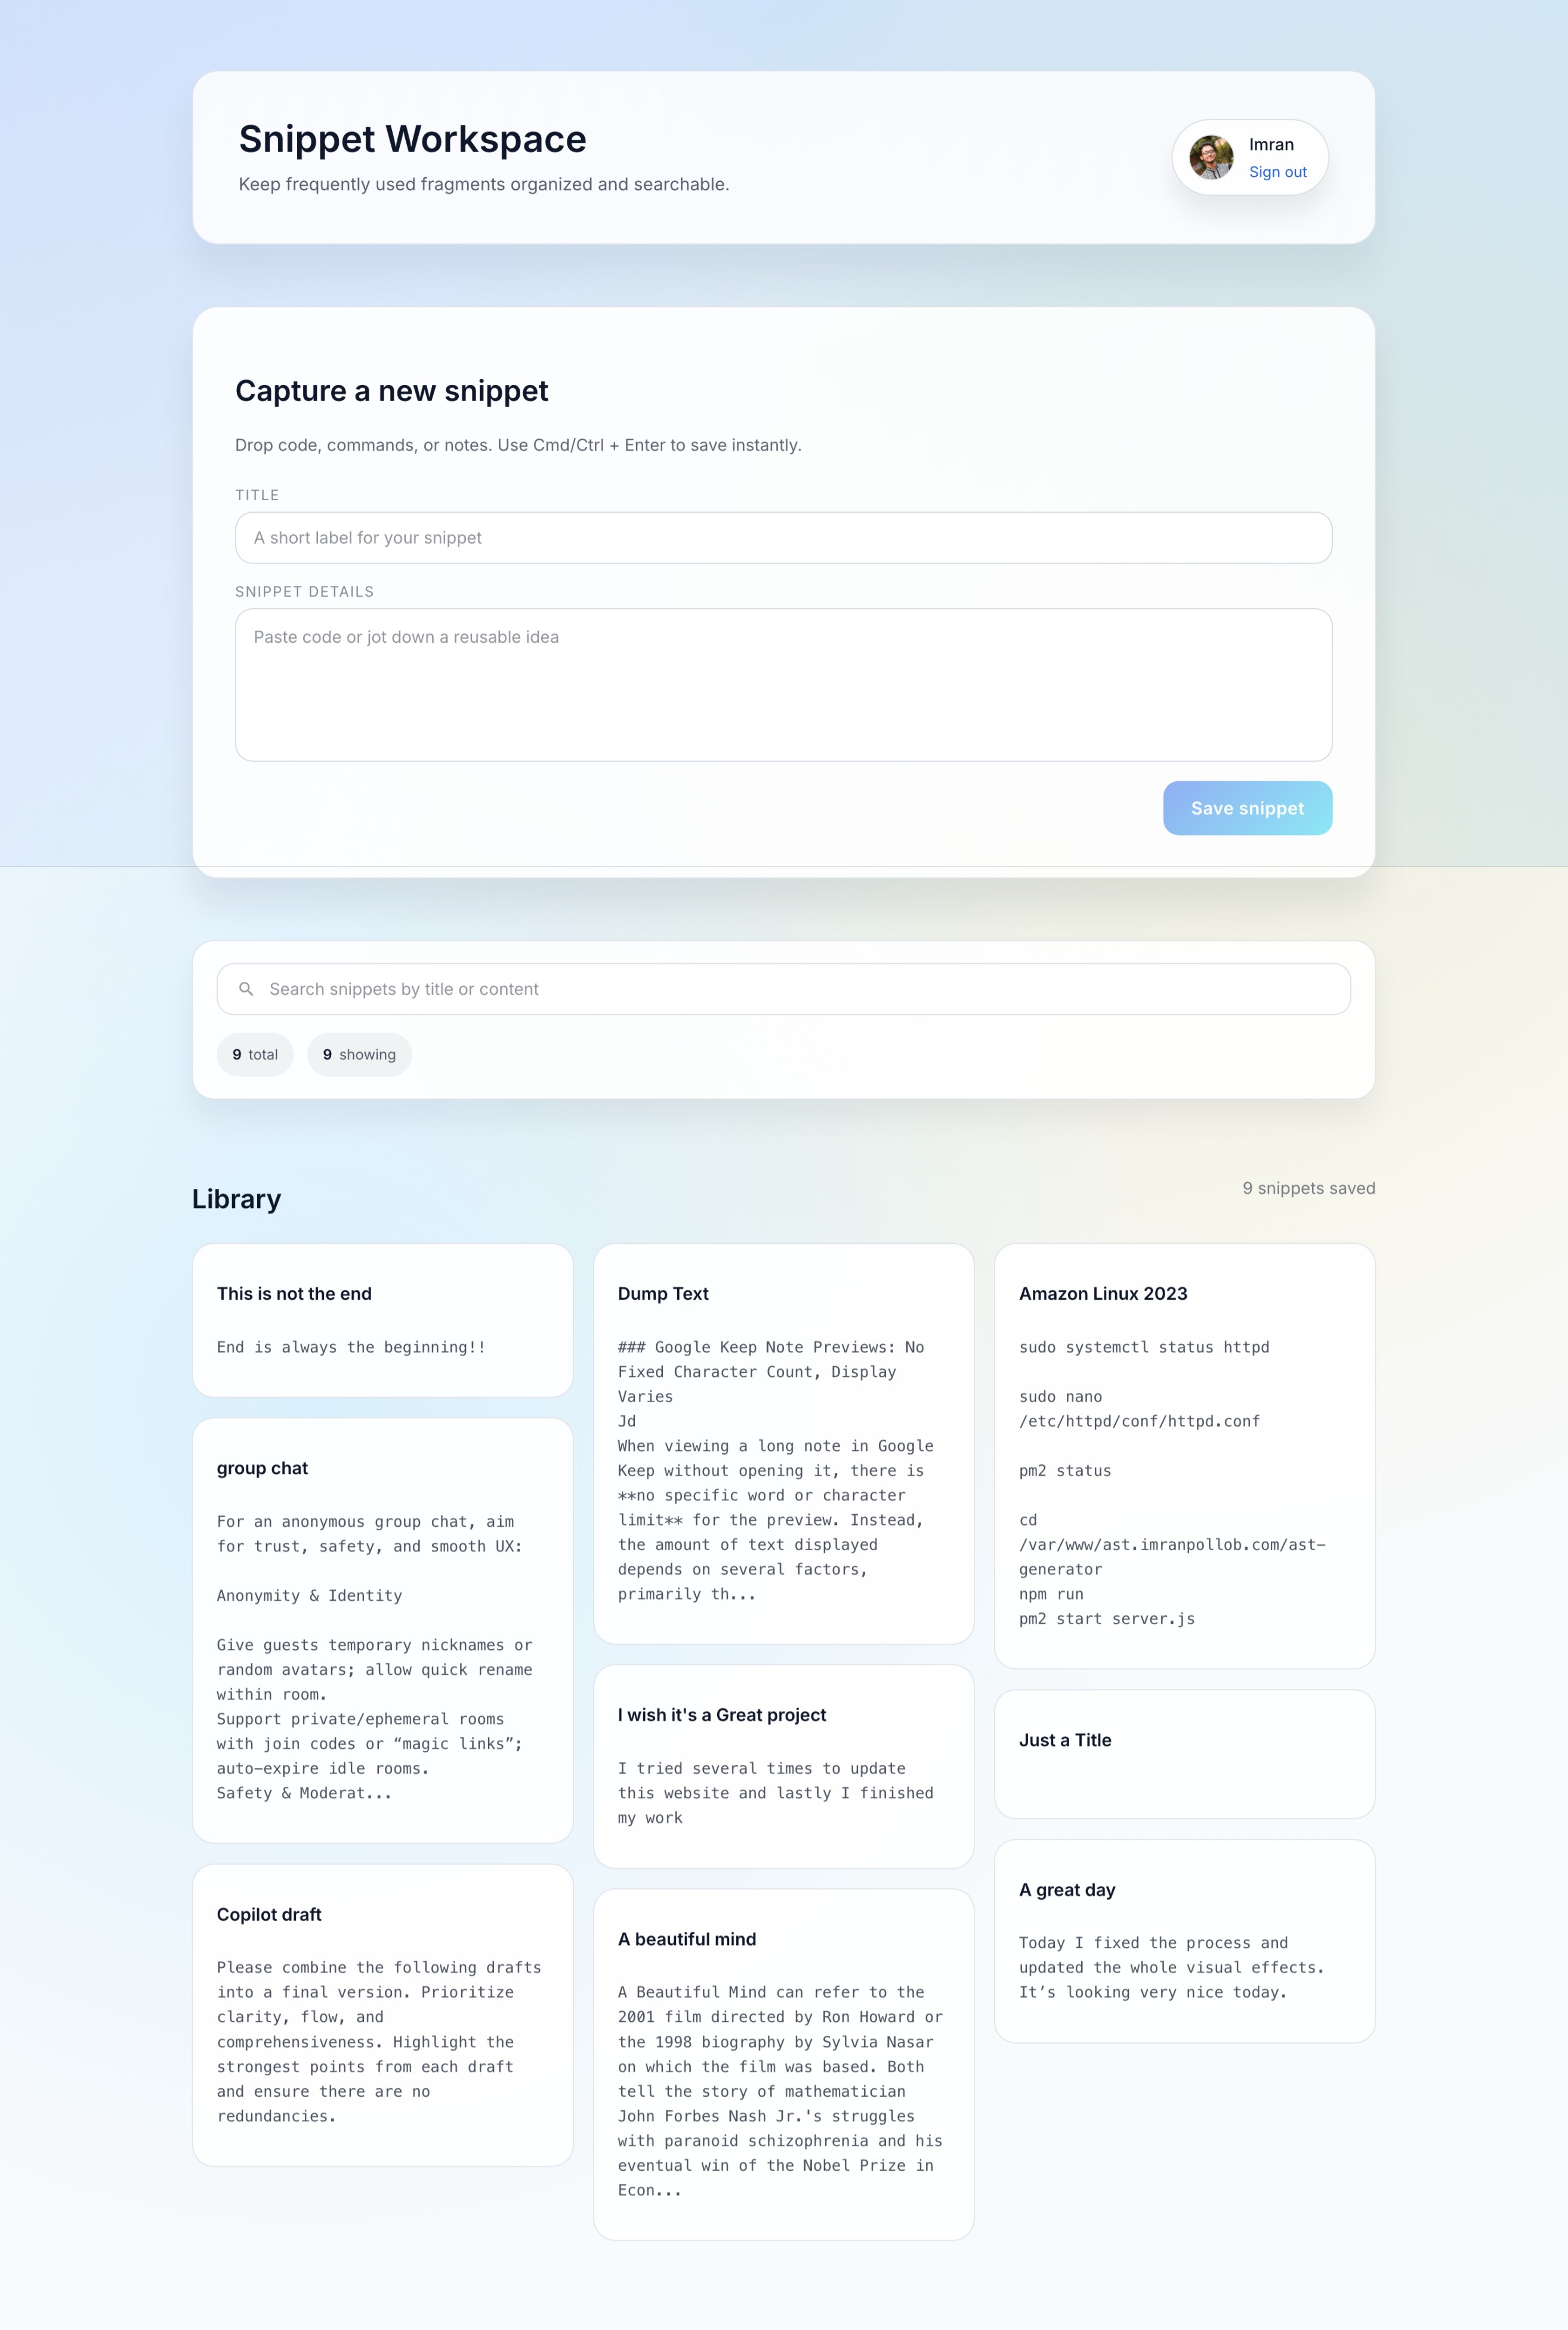 Snippet Workspace
Keep frequently used fragments organized and searchable.
Imran
Sign out
Capture a new snippet
Drop code, commands, or notes. Use Cmd/Ctrl + Enter to save instantly.
TITLE
A short label for your snippet
SNIPPET DETAILS
Paste code or jot down a reusable idea
Save snippet
Search snippets by title or content
9 total
9 showing
Library
9 snippets saved
This is not the end
End is always the beginning!!
group chat
For an anonymous group chat, aim
for trust, safety, and smooth UX:
Anonymity & Identity
Give guests temporary nicknames or
random avatars; allow quick rename
within room.
Support private/ephemeral rooms
with join codes or “magic links”;
auto-expire idle rooms.
Safety & Moderat...
Copilot draft
Please combine the following drafts
into a final version. Prioritize
clarity, flow, and
comprehensiveness. Highlight the
strongest points from each draft
and ensure there are no
redundancies.
Dump Text
### Google Keep Note Previews: No
Fixed Character Count, Display
Varies
Jd
When viewing a long note in Google
Keep without opening it, there is
**no specific word or character
limit** for the preview. Instead,
the amount of text displayed
depends on several factors,
primarily th...
I wish it's a Great project
I tried several times to update
this website and lastly I finished
my work
A beautiful mind
A Beautiful Mind can refer to the
2001 film directed by Ron Howard or
the 1998 biography by Sylvia Nasar
on which the film was based. Both
tell the story of mathematician
John Forbes Nash Jr.'s struggles
with paranoid schizophrenia and his
eventual win of the Nobel Prize in
Econ...
Amazon Linux 2023
sudo systemctl status httpd
sudo nano
/etc/httpd/conf/httpd.conf
pm2 status
cd
/var/www/ast.imranpollob.com/ast-
generator
npm run
pm2 start server.js
Just a Title
A great day
Today I fixed the process and
updated the whole visual effects.
It’s looking very nice today.